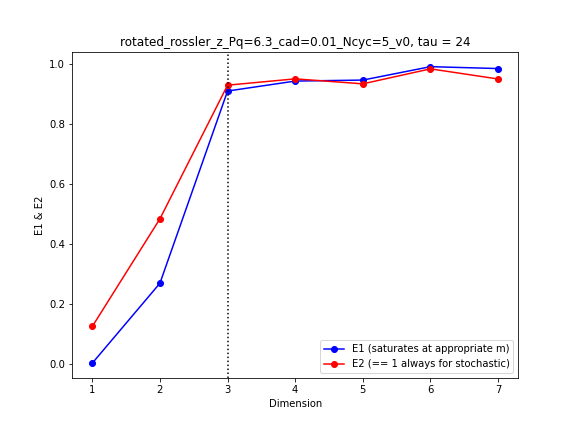 rotated_rossler_z_Pq=6.3_cad=0.01_Ncyc=5_v0, tau = 24
E1 & E2
1.0
0.8
0.6
0.4
0.2
0.0
E1 (saturates at appropriate m)
E2 (== 1 always for stochastic)
1 2 3 4 5 6 7
Dimension